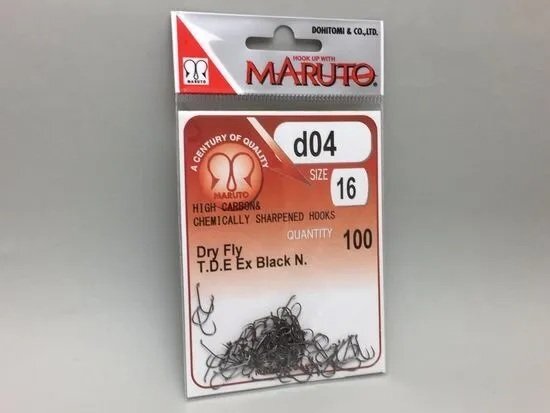 DOHITOMI & CO.,LTD.
HOOK UP WITH
MARUTO®
MARUTO
A CENTURY OF QUALITY
MARUTO
d04
SIZE
16
HIGH CARBON&
CHEMICALLY SHARPENED HOOKS
QUANTITY
100
Dry Fly
T.D.E Ex Black N.